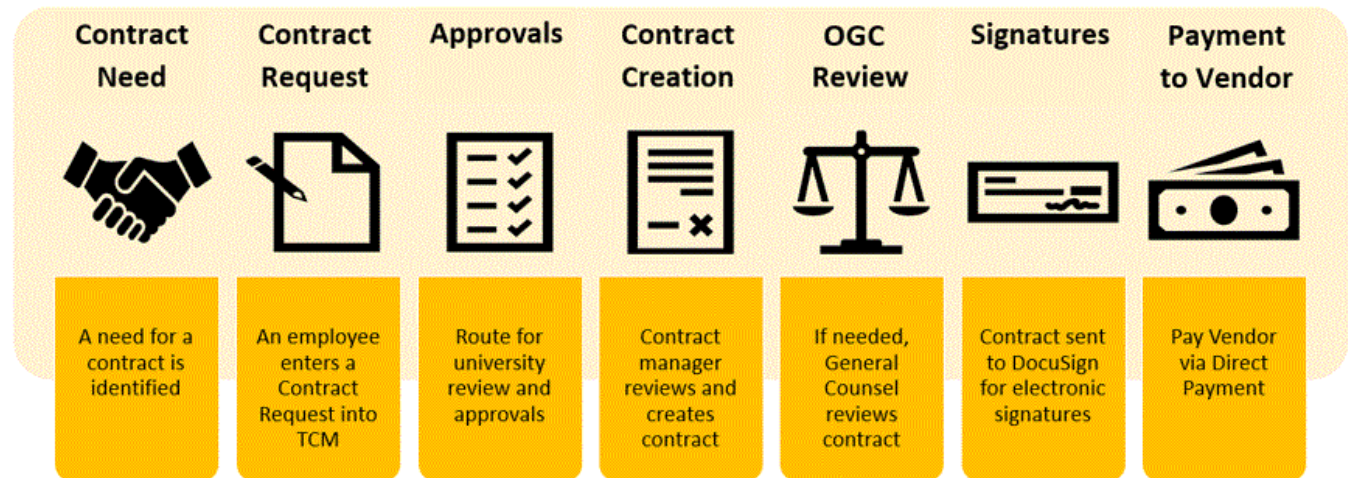 Contract
Need
Contract
Request
Approvals
Contract
Creation
OGC
Review
Signatures
Payment
to Vendor
A need for a
contract is
identified
An employee
enters a
Contract
Request into
TCM
Route for
university
review and
approvals
Contract
manager
reviews and
creates
contract
If needed,
General
Counsel
reviews
contract
Contract sent
to DocuSign
for electronic
signatures
Pay Vendor
via Direct
Payment